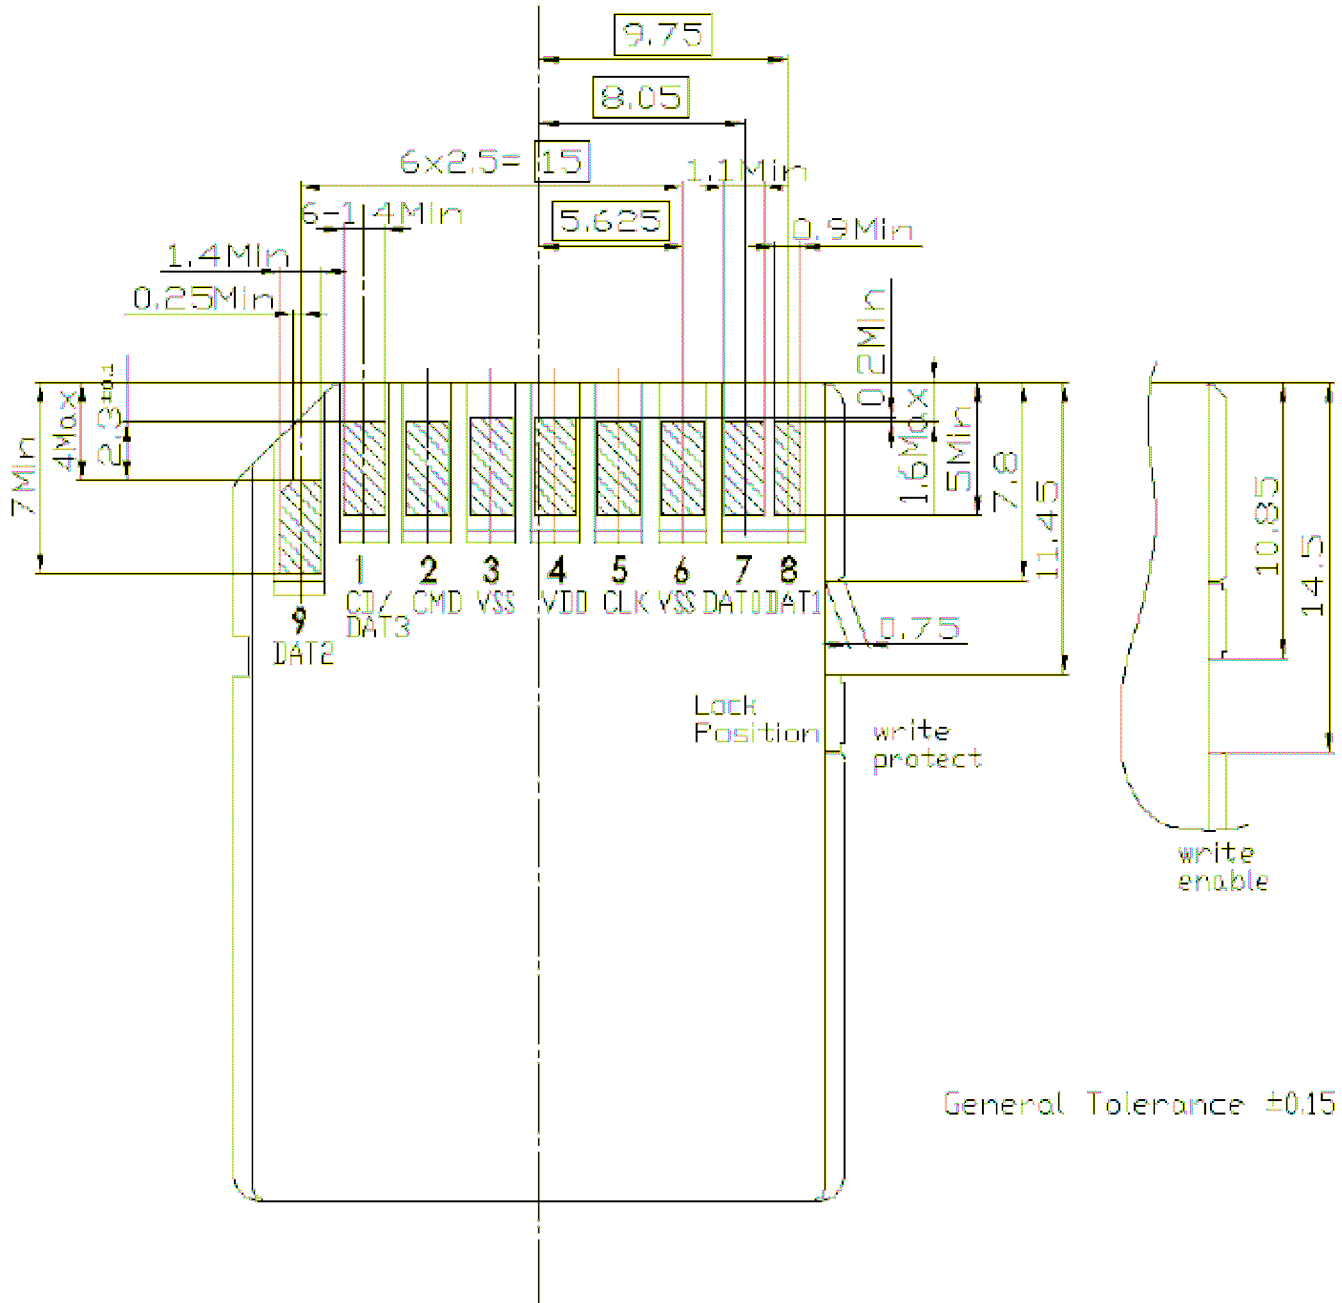 9.75
8.05
6x2.5= 15
1.1Min
6-1.4Min
5.625
0.9Min
1.4Min
0.25Min
0.2Min
7Min
4Max
2.3±0.1
1.6Max
5Min
7.8
11.45
10.85
14.5
1 2 3 4 5 6 7 8
CD/ CMD VSS VDD CLK VSS DAT0 DAT1
DAT3
9
DAT2
0.75
Lock
Position
write
protect
write
enable
General Tolerance ±0.15